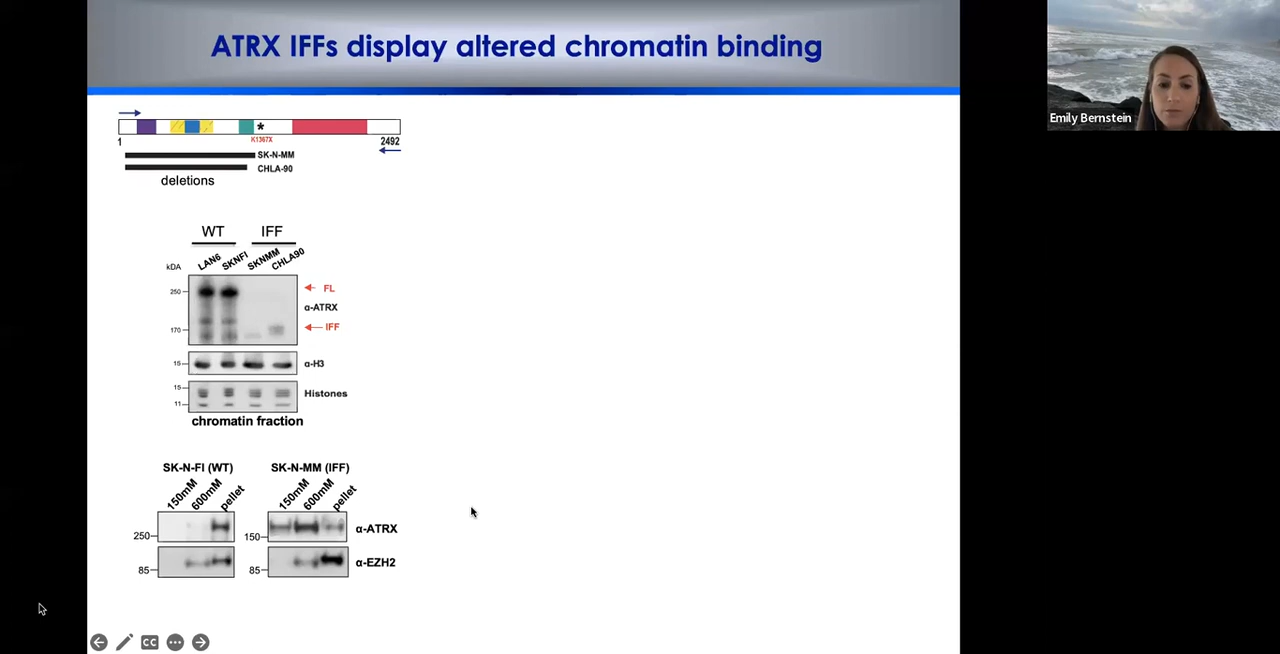 ATRX IFFs display altered chromatin binding
Emily Bernstein
*
K1367X
1 2492
SK-N-MM
CHLA-90
deletions
WT IFF
LAN6 SKNFI SKNMM CHLA90
kDA
250
FL
α-ATRX
170
IFF
15
α-H3
15
Histones
11
chromatin fraction
SK-N-FI (WT) SK-N-MM (IFF)
150mM 600mM pellet 150mM 600mM pellet
250 150 α-ATRX
85 85 α-EZH2
CC